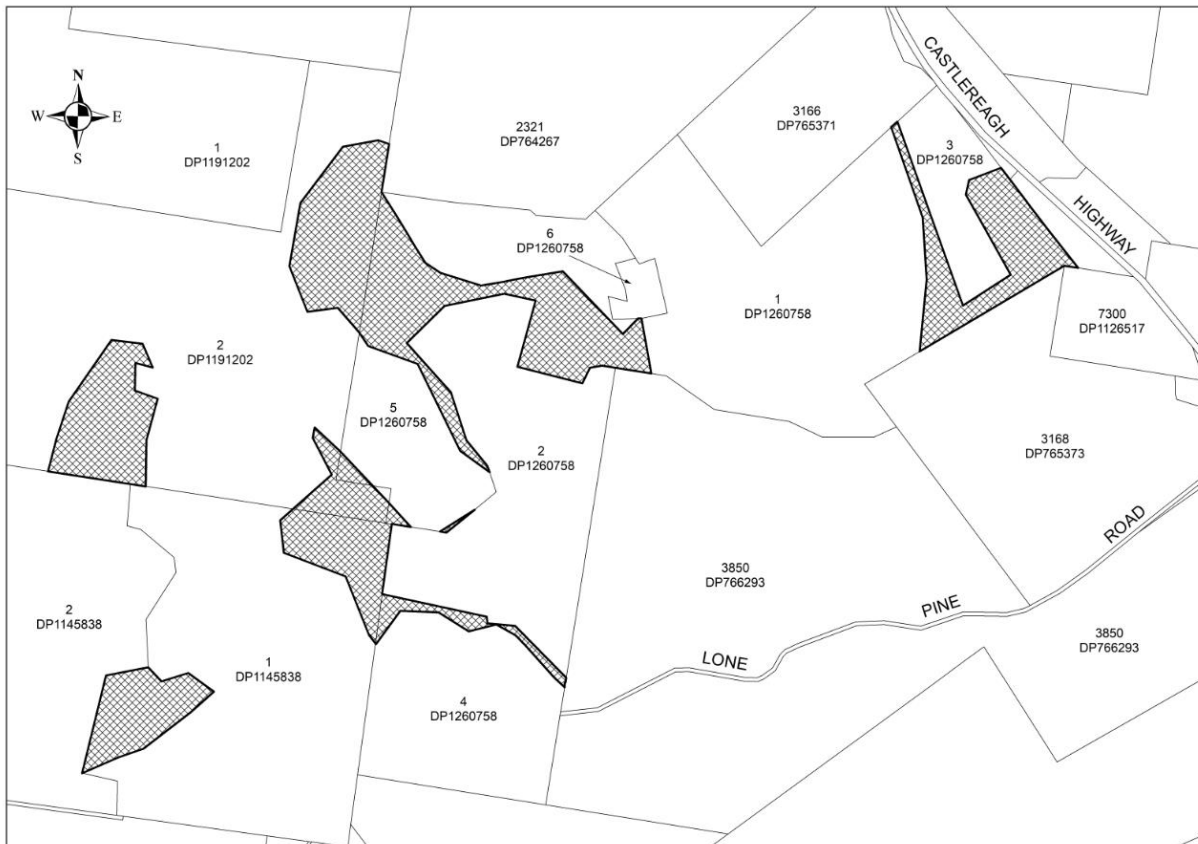 CASTLEREAGH
HIGHWAY
N
W
E
S
1
DP1191202
2321
DP764267
3166
DP765371
3
DP1260758
6
DP1260758
1
DP1260758
7300
DP1126517
2
DP1191202
5
DP1260758
2
DP1260758
3168
DP765373
ROAD
3850
DP766293
PINE
LONE
2
DP1145838
1
DP1145838
3850
DP766293
4
DP1260758